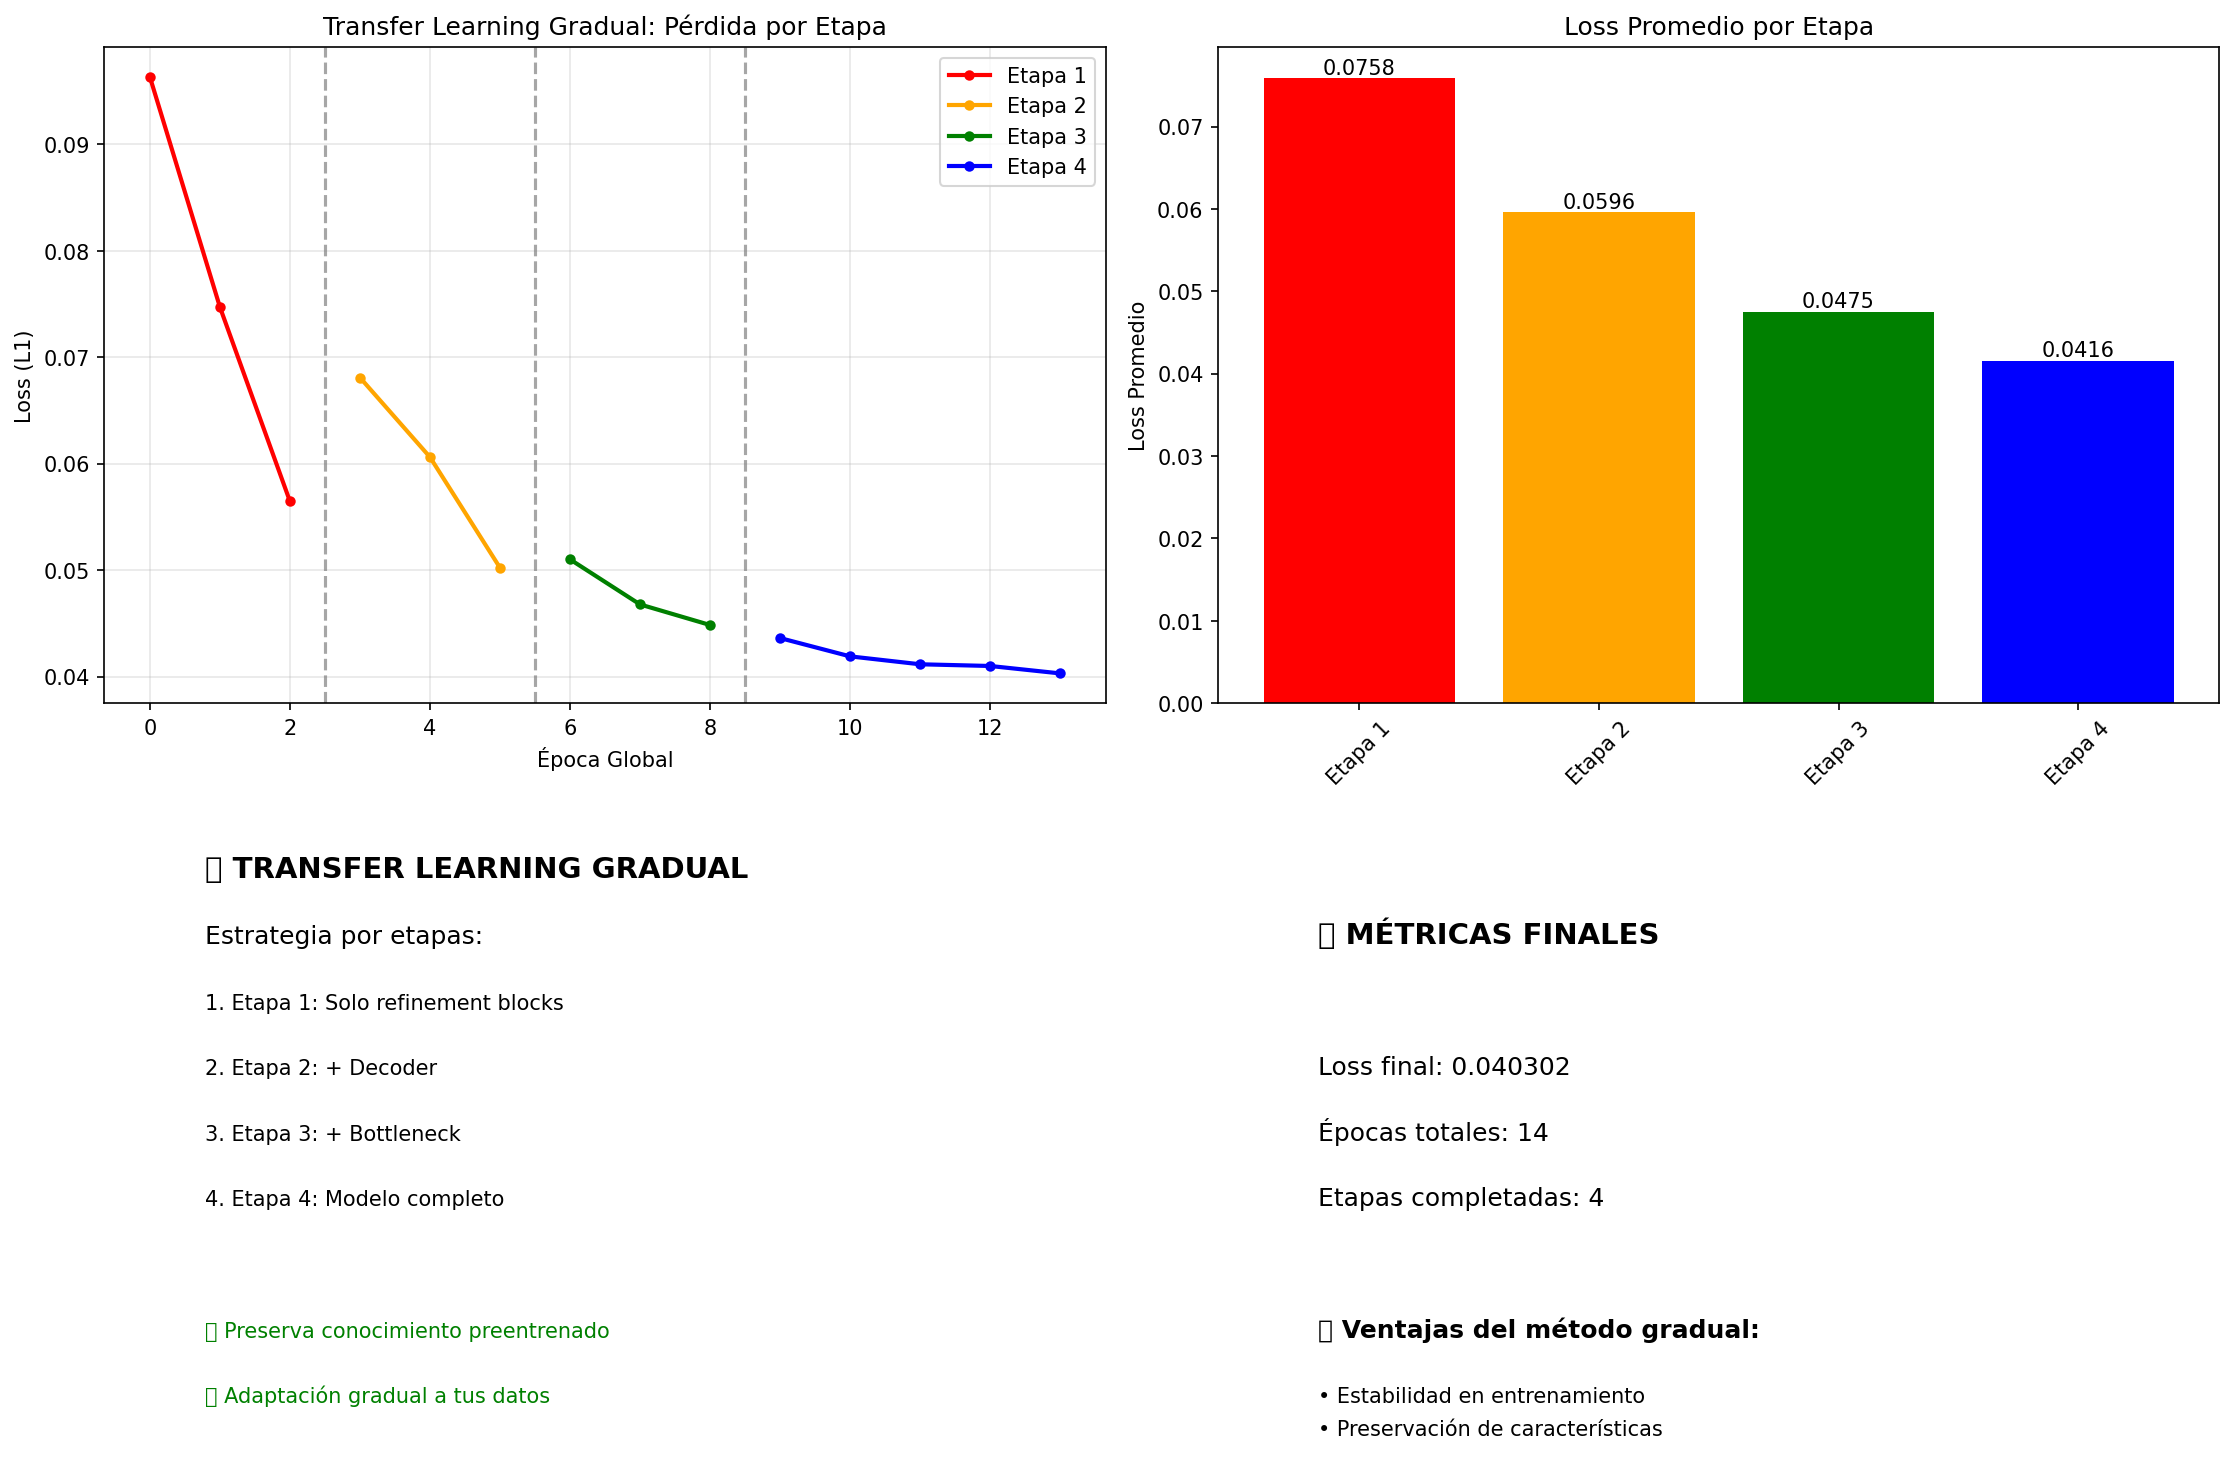 Transfer Learning Gradual: Pérdida por Etapa
Loss (L1)
0.09
0.08
0.07
0.06
0.05
0.04
0 2 4 6 8 10 12
Época Global
Etapa 1
Etapa 2
Etapa 3
Etapa 4
Loss Promedio por Etapa
Loss Promedio
0.07
0.06
0.05
0.04
0.03
0.02
0.01
0.00
0.0758
0.0596
0.0475
0.0416
Etapa 1 Etapa 2 Etapa 3 Etapa 4
TRANSFER LEARNING GRADUAL
Estrategia por etapas:
1. Etapa 1: Solo refinement blocks
2. Etapa 2: + Decoder
3. Etapa 3: + Bottleneck
4. Etapa 4: Modelo completo
Preserva conocimiento preentrenado
Adaptación gradual a tus datos
MÉTRICAS FINALES
Loss final: 0.040302
Épocas totales: 14
Etapas completadas: 4
Ventajas del método gradual:
• Estabilidad en entrenamiento
• Preservación de características